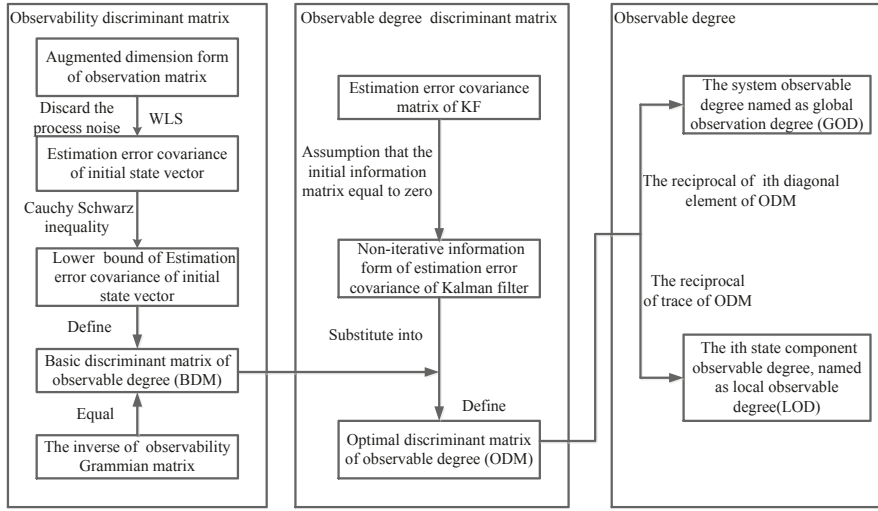 Observability discriminant matrix
Augmented dimension form
of observation matrix
Discard the
process noise
WLS
Estimation error covariance
of initial state vector
Cauchy Schwarz
inequality
Lower bound of Estimation
error covariance of initial
state vector
Define
Basic discriminant matrix of
observable degree (BDM)
Equal
The inverse of observability
Grammian matrix
Observable degree discriminant matrix
Estimation error covariance
matrix of KF
Assumption that the
initial information
matrix equal to zero
Non-iterative information
form of estimation error
covariance of Kalman filter
Substitute into
Define
Optimal discriminant matrix
of observable degree (ODM)
Observable degree
The system observable
degree named as global
observation degree (GOD)
The reciprocal of ith diagonal
element of ODM
The reciprocal
of trace of ODM
The ith state component
observable degree, named
as local observable
degree(LOD)